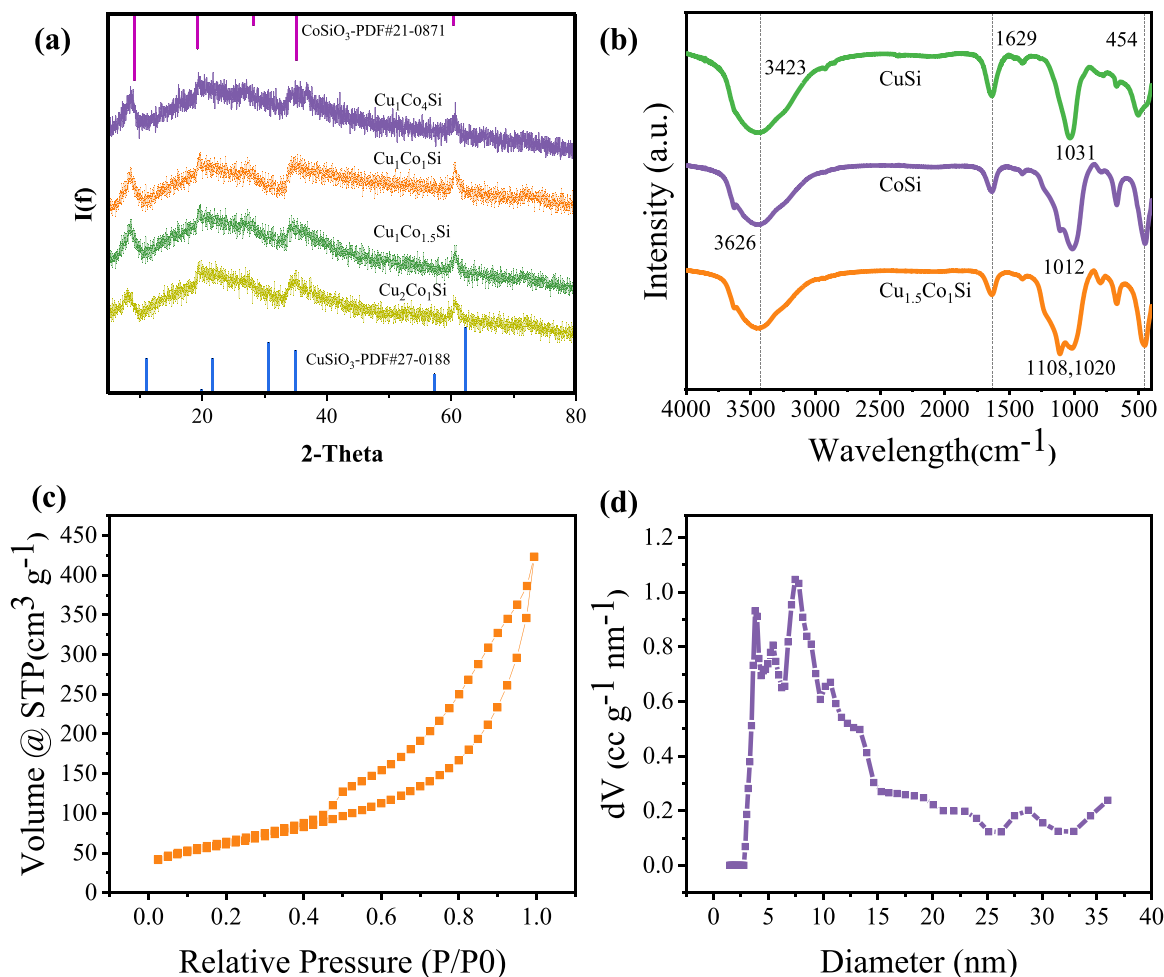 (a)
CoSiO₃-PDF#21-0871
Cu₁Co₄Si
Cu₁Co₁Si
Cu₁Co₁.₅Si
Cu₂Co₁Si
CuSiO₃-PDF#27-0188
I(f)
20 40 60 80
2-Theta
(b)
3423
1629
454
CuSi
1031
CoSi
3626
1012
Cu₁.₅Co₁Si
1108,1020
Intensity (a.u.)
4000 3500 3000 2500 2000 1500 1000 500
Wavelength(cm⁻¹)
(c)
450
400
350
300
250
200
150
100
50
0
Volume @ STP(cm³ g⁻¹)
0.0 0.2 0.4 0.6 0.8 1.0
Relative Pressure (P/P0)
(d)
1.2
1.0
0.8
0.6
0.4
0.2
0.0
dV (cc g⁻¹ nm⁻¹)
0 5 10 15 20 25 30 35 40
Diameter (nm)